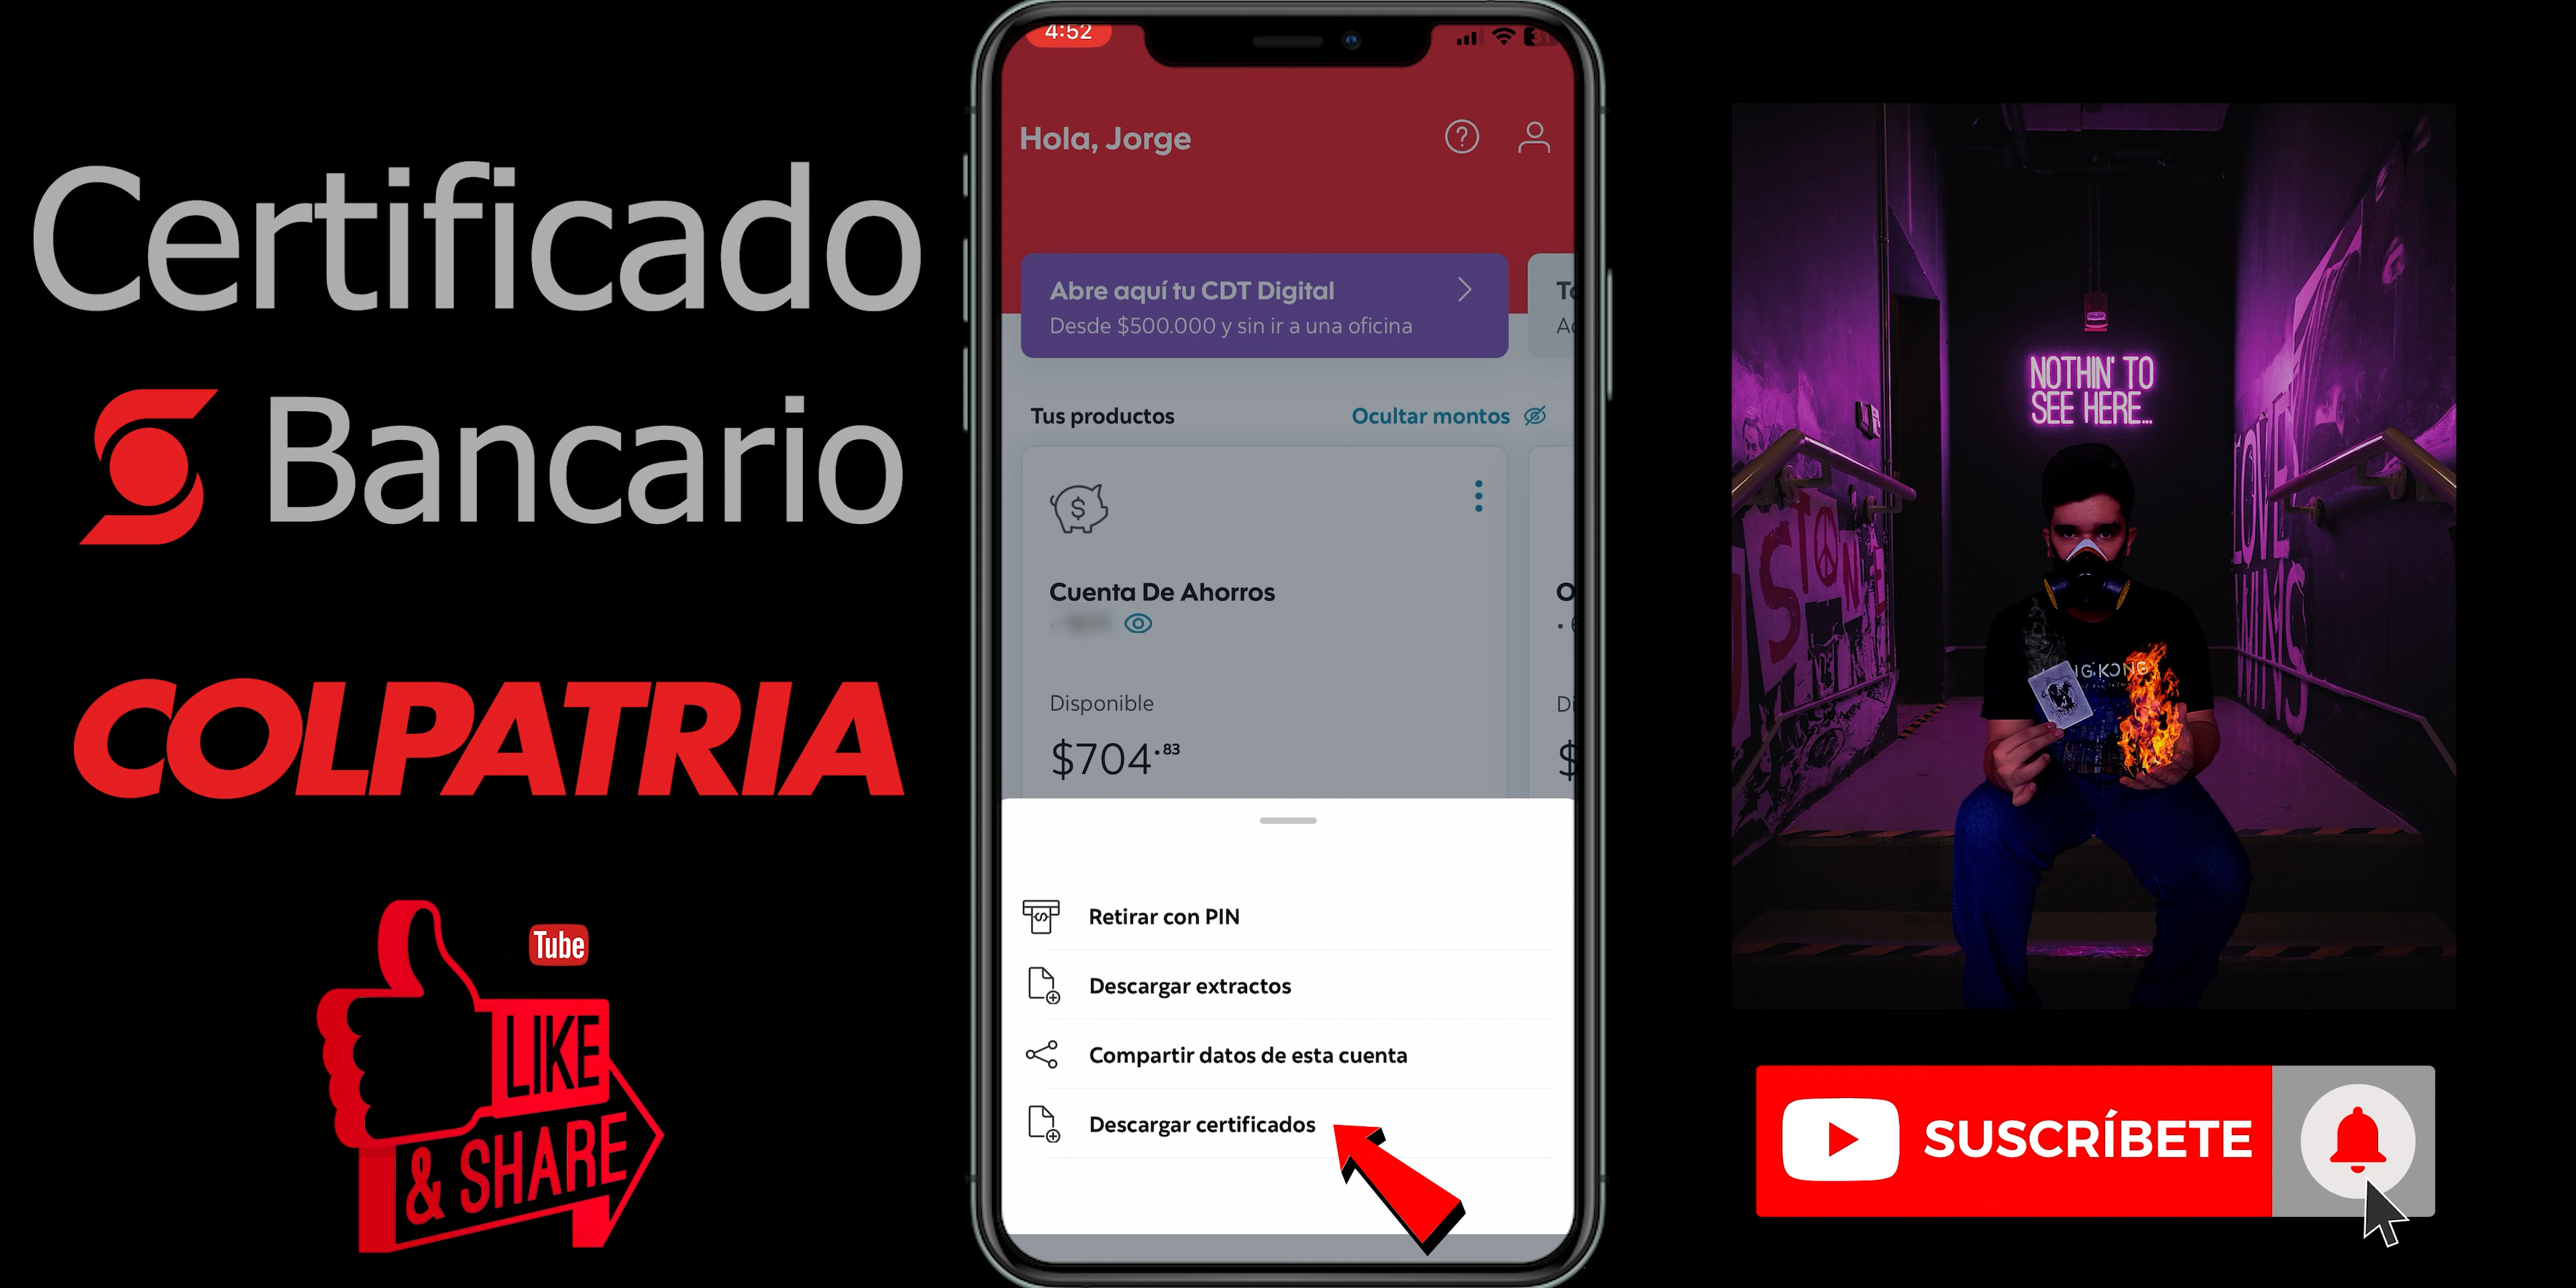 Certificado
Bancario
COLPATRIA
Tube
LIKE
& SHARE
4:52
31
Hola, Jorge
Abre aquí tu CDT Digital
Desde $500.000 y sin ir a una oficina
Tus productos
Ocultar montos
Cuenta De Ahorros
Disponible
$704.83
Retirar con PIN
Descargar extractos
Compartir datos de esta cuenta
Descargar certificados
NOTHIN' TO
SEE HERE...
SUSCRÍBETE